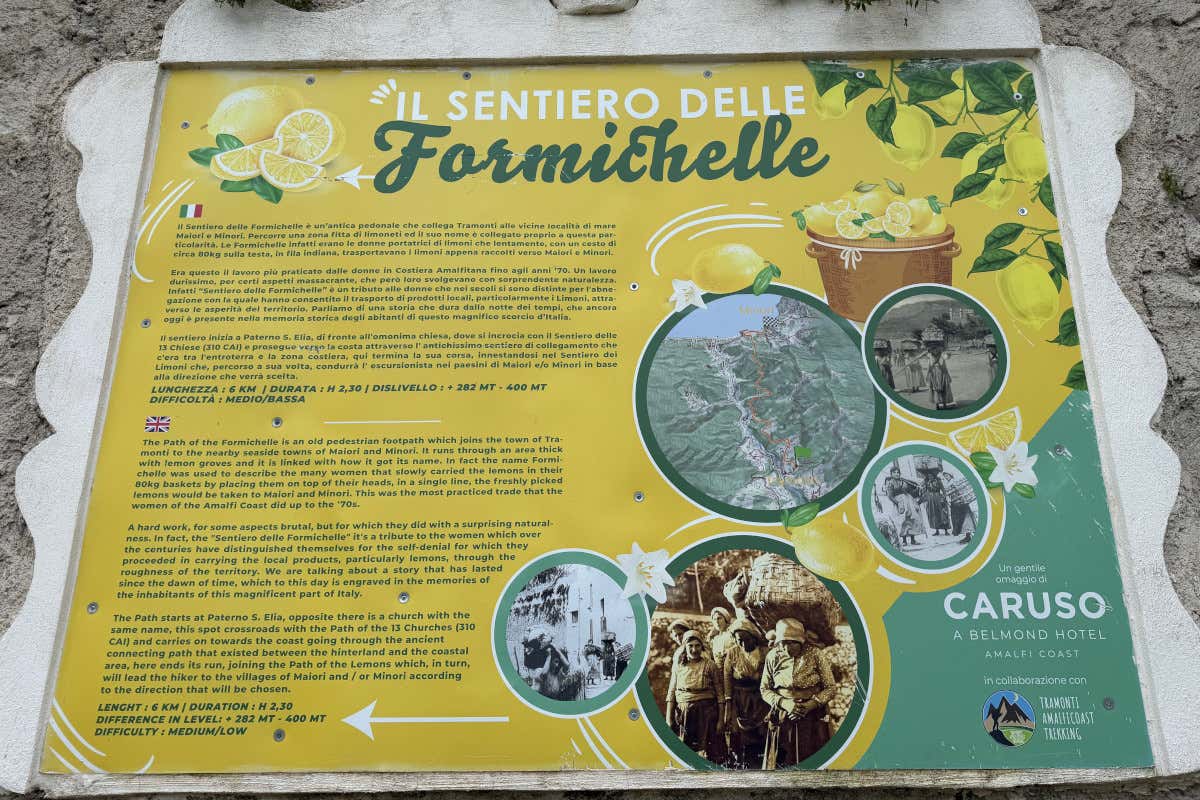 IL SENTIERO DELLE
Formichelle
Il Sentiero delle Formichelle è un'antica pedonale che collega Tramonti alle vicine località di mare
Maiori e Minori. Percorre una zona fitta di limoneti ed il suo nome è collegato proprio a questa par-
ticolarità. Le Formichelle infatti erano le donne portatrici di limoni che lentamente, con un cesto di
circa 80kg sulla testa, in fila indiana, trasportavano i limoni appena raccolti verso Maiori e Minori.
Era questo il lavoro più praticato dalle donne in Costiera Amalfitana fino agli anni '70. Un lavoro
durissimo, per certi aspetti massacrante, che però loro svolgevano con sorprendente naturalezza.
Infatti "Sentiero delle Formichelle" è un tributo alle donne che nei secoli si sono distinte per l'abne-
gazione con la quale hanno consentito il trasporto di prodotti locali, particolarmente i Limoni, attra-
verso le asperità del territorio. Parliamo di una storia che dura dalla notte dei tempi, che ancora
oggi è presente nella memoria storica degli abitanti di questo magnifico scorcio d'Italia.
Il sentiero inizia a Paterno S. Elia, di fronte all'omonima chiesa, dove si incrocia con il Sentiero delle
13 Chiese (310 CAI) e prosegue verso la costa attraverso l' antichissimo sentiero di collegamento che
c'era tra l'entroterra e la zona costiera, qui termina la sua corsa, innestandosi nel Sentiero dei
Limoni che, percorso a sua volta, condurrà l' escursionista nei paesini di Maiori e/o Minori in base
alla direzione che verrà scelta.
LUNGHEZZA : 6 KM | DURATA : H 2,30 | DISLIVELLO : + 282 MT - 400 MT
DIFFICOLTÀ : MEDIO/BASSA
The Path of the Formichelle is an old pedestrian footpath which joins the town of Tra-
monti to the nearby seaside towns of Maiori and Minori. It runs through an area thick
with lemon groves and it is linked with how it got its name. In fact the name Formi-
chelle was used to describe the many women that slowly carried the lemons in their
80kg baskets by placing them on top of their heads, in a single line, the freshly picked
lemons would be taken to Maiori and Minori. This was the most practiced trade that the
women of the Amalfi Coast did up to the '70s.
A hard work, for some aspects brutal, but for which they did with a surprising natural-
ness. In fact, the "Sentiero delle Formichelle" it's a tribute to the women which over
the centuries have distinguished themselves for the self-denial for which they
proceeded in carrying the local products, particularly lemons, through the
roughness of the territory. We are talking about a story that has lasted
since the dawn of time, which to this day is engraved in the memories of
the inhabitants of this magnificent part of Italy.
The Path starts at Paterno S. Elia, opposite there is a church with the
same name, this spot crossroads with the Path of the 13 Churches (310
CAI) and carries on towards the coast going through the ancient
connecting path that existed between the hinterland and the coastal
area, here ends its run, joining the Path of the Lemons which, in turn,
will lead the hiker to the villages of Maiori and / or Minori according
to the direction that will be chosen.
LENGHT : 6 KM | DURATION : H 2,30
DIFFERENCE IN LEVEL: + 282 MT - 400 MT
DIFFICULTY : MEDIUM/LOW
Un gentile
omaggio di
CARUSO
A BELMOND HOTEL
AMALFI COAST
in collaborazione con
TRAMONTI
AMALFICOAST
TREKKING